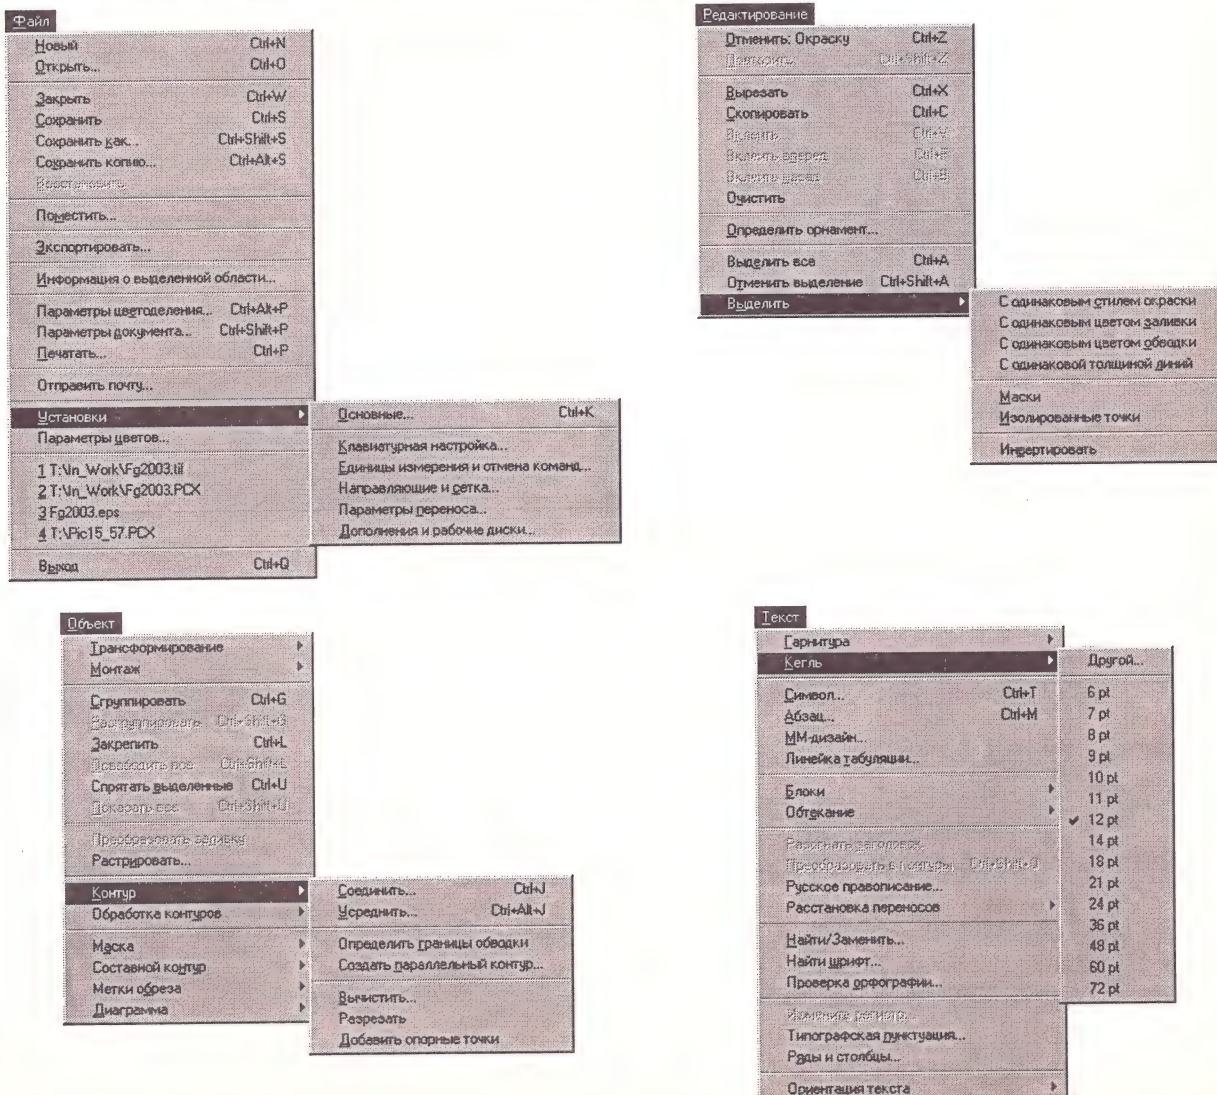 Файл
Новый Ctrl+N
Открыть... Ctrl+O
Закрыть Ctrl+W
Сохранить Ctrl+S
Сохранить как... Ctrl+Shift+S
Сохранить копию... Ctrl+Alt+S
Восстановить
Поместить...
Экспортировать...
Информация о выделенной области...
Параметры цветоделения... Ctrl+Alt+P
Параметры документа... Ctrl+Shift+P
Печатать... Ctrl+P
Отправить почту...
Установки
Параметры цветов...
1 T:\In_Work\Fg2003.tif
2 T:\In_Work\Fg2003.PCX
3 Fg2003.eps
4 T:\Pic15_57.PCX
Выход Ctrl+Q
Основные... Ctrl+K
Клавиатурная настройка...
Единицы измерения и отмена команд...
Направляющие и сетка...
Параметры переноса...
Дополнения и рабочие диски...
Редактирование
Отменить: Окраску Ctrl+Z
Повторить Ctrl+Shift+Z
Вырезать Ctrl+X
Скопировать Ctrl+C
Вклеить Ctrl+V
Вклеить вперед Ctrl+F
Вклеить назад Ctrl+B
Очистить
Определить орнамент...
Выделить все Ctrl+A
Отменить выделение Ctrl+Shift+A
Выделить
С одинаковым стилем окраски
С одинаковым цветом заливки
С одинаковым цветом обводки
С одинаковой толщиной линий
Маски
Изолированные точки
Инвертировать
Объект
Трансформирование
Монтаж
Сгруппировать Ctrl+G
Разгруппировать Ctrl+Shift+G
Закрепить Ctrl+L
Освободить все Ctrl+Shift+L
Спрятать выделенные Ctrl+U
Показать все Ctrl+Shift+U
Преобразовать заливку
Растрировать...
Контур
Обработка контуров
Маска
Составной контур
Метки обреза
Диаграмма
Соединить... Ctrl+J
Усреднить... Ctrl+Alt+J
Определить границы обводки
Создать параллельный контур...
Вычистить...
Разрезать
Добавить опорные точки
Текст
Гарнитура
Кегль
Символ... Ctrl+T
Абзац... Ctrl+M
ММ-дизайн...
Линейка табуляции...
Блоки
Обтекание
Разогнать заголовок
Преобразовать в контуры Ctrl+Shift+O
Русское правописание...
Расстановка переносов
Найти/Заменить...
Найти шрифт...
Проверка орфографии...
Изменить регистр...
Типографская пунктуация...
Ряды и столбцы...
Ориентация текста
Другой...
6 pt
7 pt
8 pt
9 pt
10 pt
11 pt
✓ 12 pt
14 pt
18 pt
21 pt
24 pt
36 pt
48 pt
60 pt
72 pt